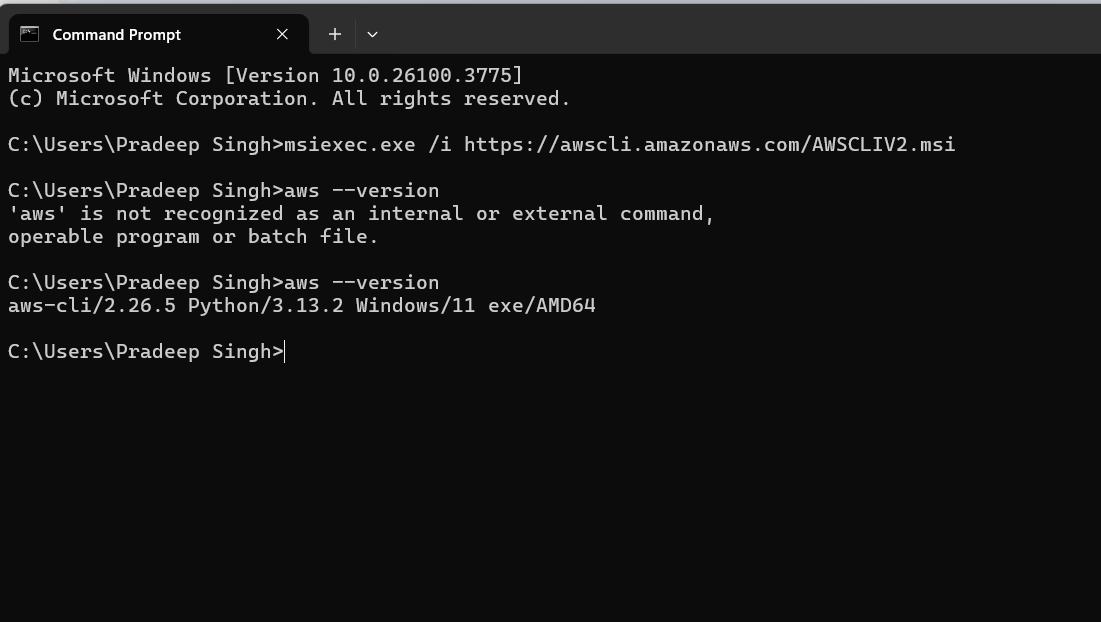 Command Prompt
Microsoft Windows [Version 10.0.26100.3775]
(c) Microsoft Corporation. All rights reserved.
C:\Users\Pradeep Singh>msiexec.exe /i https://awscli.amazonaws.com/AWSCLIV2.msi
C:\Users\Pradeep Singh>aws --version
'aws' is not recognized as an internal or external command,
operable program or batch file.
C:\Users\Pradeep Singh>aws --version
aws-cli/2.26.5 Python/3.13.2 Windows/11 exe/AMD64
C:\Users\Pradeep Singh>